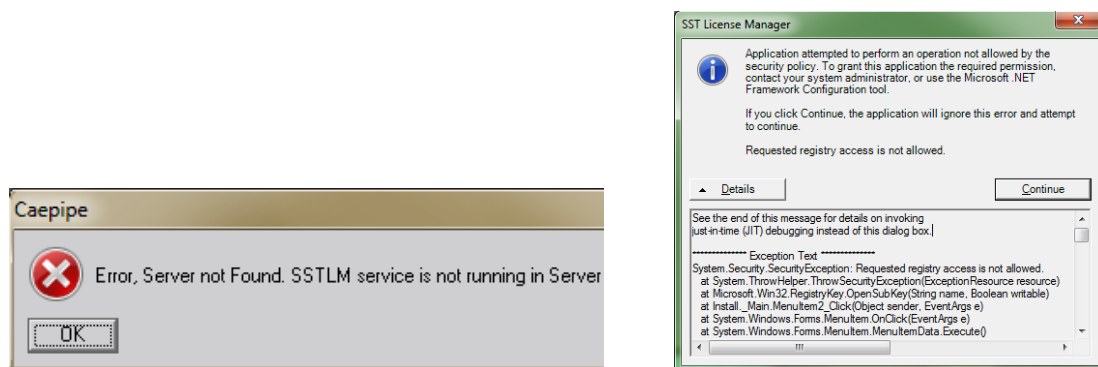 Caepipe
Error, Server not Found. SSTLM service is not running in Server
OK
SST License Manager
Application attempted to perform an operation not allowed by the
security policy. To grant this application the required permission,
contact your system administrator, or use the Microsoft .NET
Framework Configuration tool.
If you click Continue, the application will ignore this error and attempt
to continue.
Requested registry access is not allowed.
Details
Continue
See the end of this message for details on invoking
just-in-time (JIT) debugging instead of this dialog box.
************** Exception Text **************
System.Security.SecurityException: Requested registry access is not allowed.
at System.ThrowHelper.ThrowSecurityException(ExceptionResource resource)
at Microsoft.Win32.RegistryKey.OpenSubKey(String name, Boolean writable)
at Install._Main.MenuItem2_Click(Object sender, EventArgs e)
at System.Windows.Forms.MenuItem.OnClick(EventArgs e)
at System.Windows.Forms.MenuItem.MenuItemData.Execute()